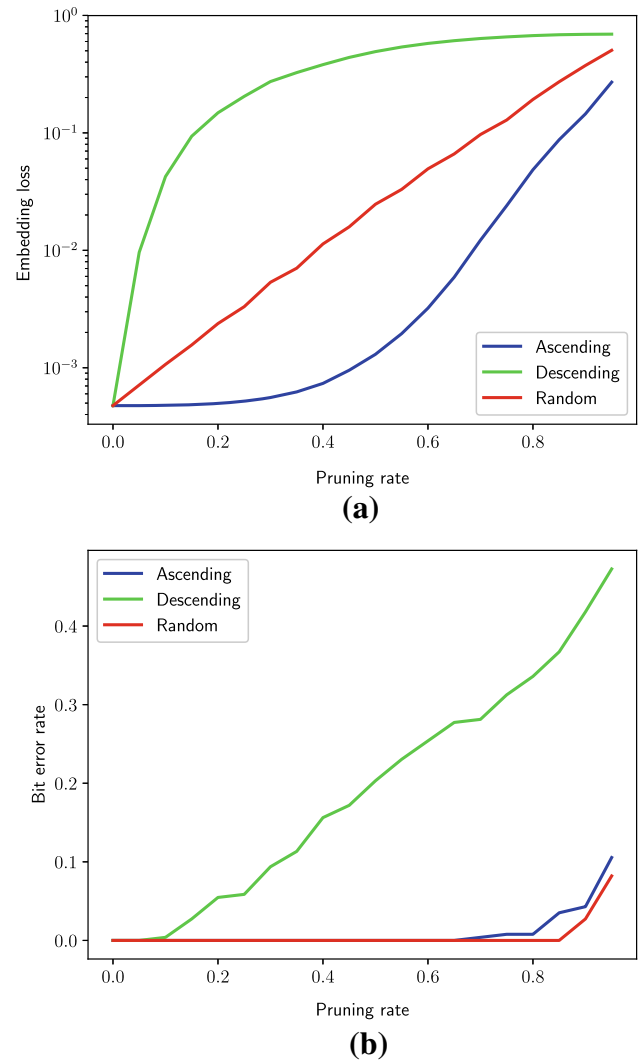 10⁰
10⁻¹
10⁻²
10⁻³
Embedding loss
Ascending
Descending
Random
0.0 0.2 0.4 0.6 0.8
Pruning rate
(a)
Ascending
Descending
Random
0.4
0.3
0.2
0.1
0.0
Bit error rate
0.0 0.2 0.4 0.6 0.8
Pruning rate
(b)